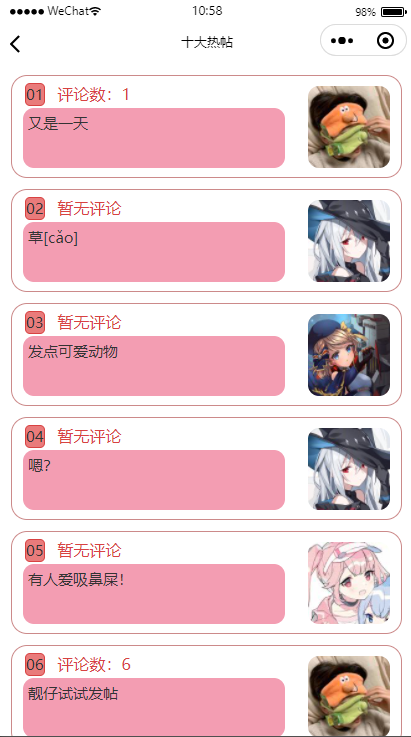 WeChat 10:58 98%
十大热帖
01 评论数：1
又是一天
02 暂无评论
草[cǎo]
03 暂无评论
发点可爱动物
04 暂无评论
嗯？
05 暂无评论
有人爱吸鼻屎！
06 评论数：6
靓仔试试发帖